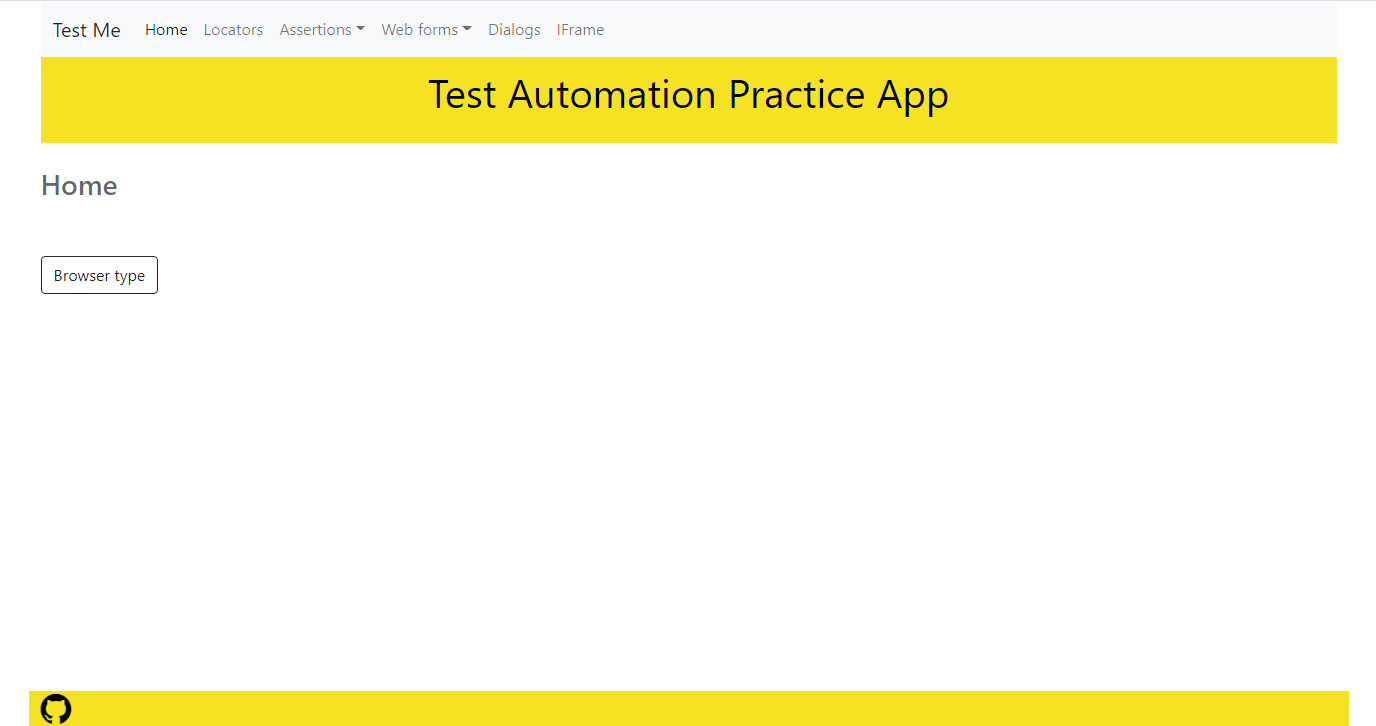 Test Me Home Locators Assertions Web forms Dialogs IFrame
Test Automation Practice App
Home
Browser type